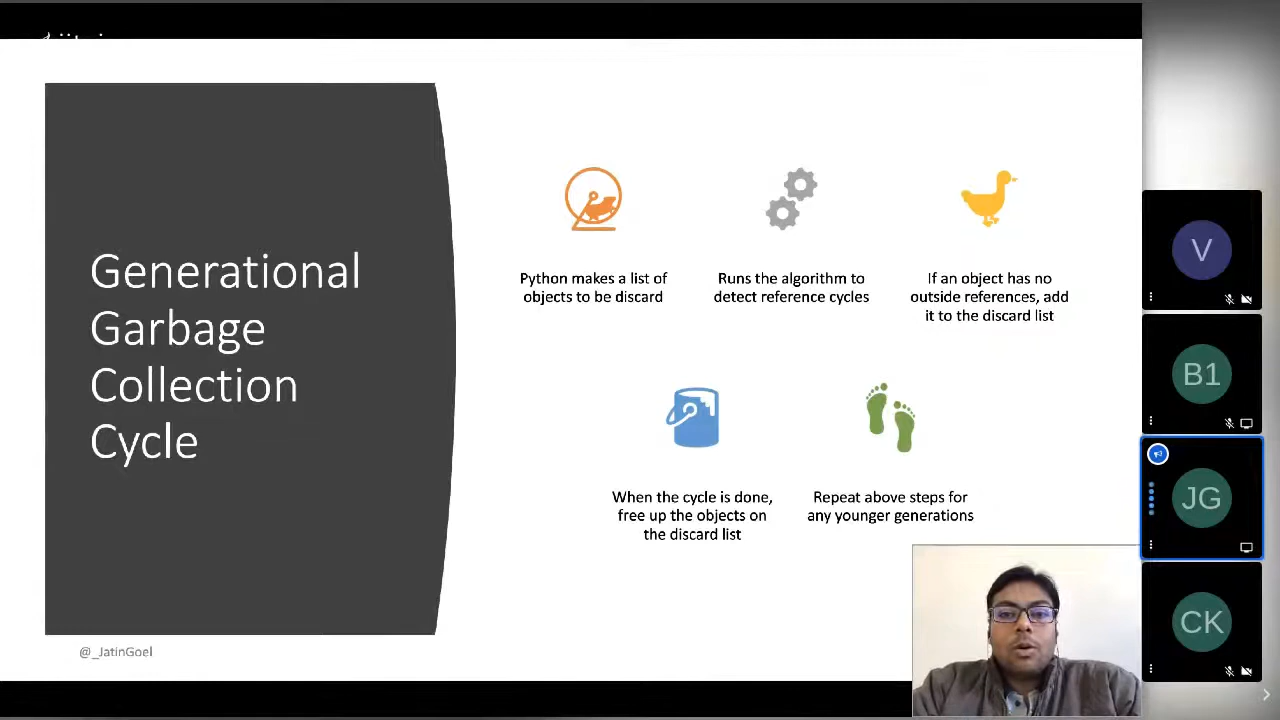 Generational
Garbage
Collection
Cycle
Python makes a list of
objects to be discard
Runs the algorithm to
detect reference cycles
If an object has no
outside references, add
it to the discard list
When the cycle is done,
free up the objects on
the discard list
Repeat above steps for
any younger generations
@_JatinGoel
V
B1
JG
CK